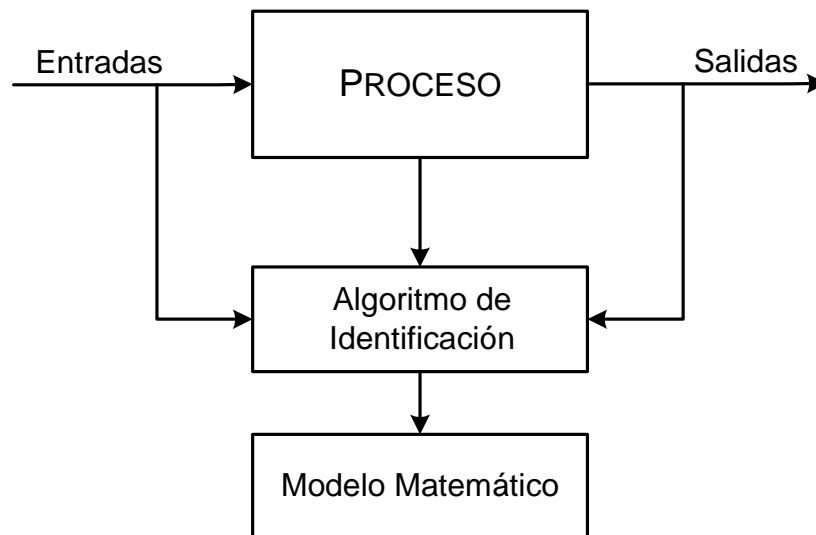 Entradas
PROCESO
Salidas
Algoritmo de
Identificación
Modelo Matemático